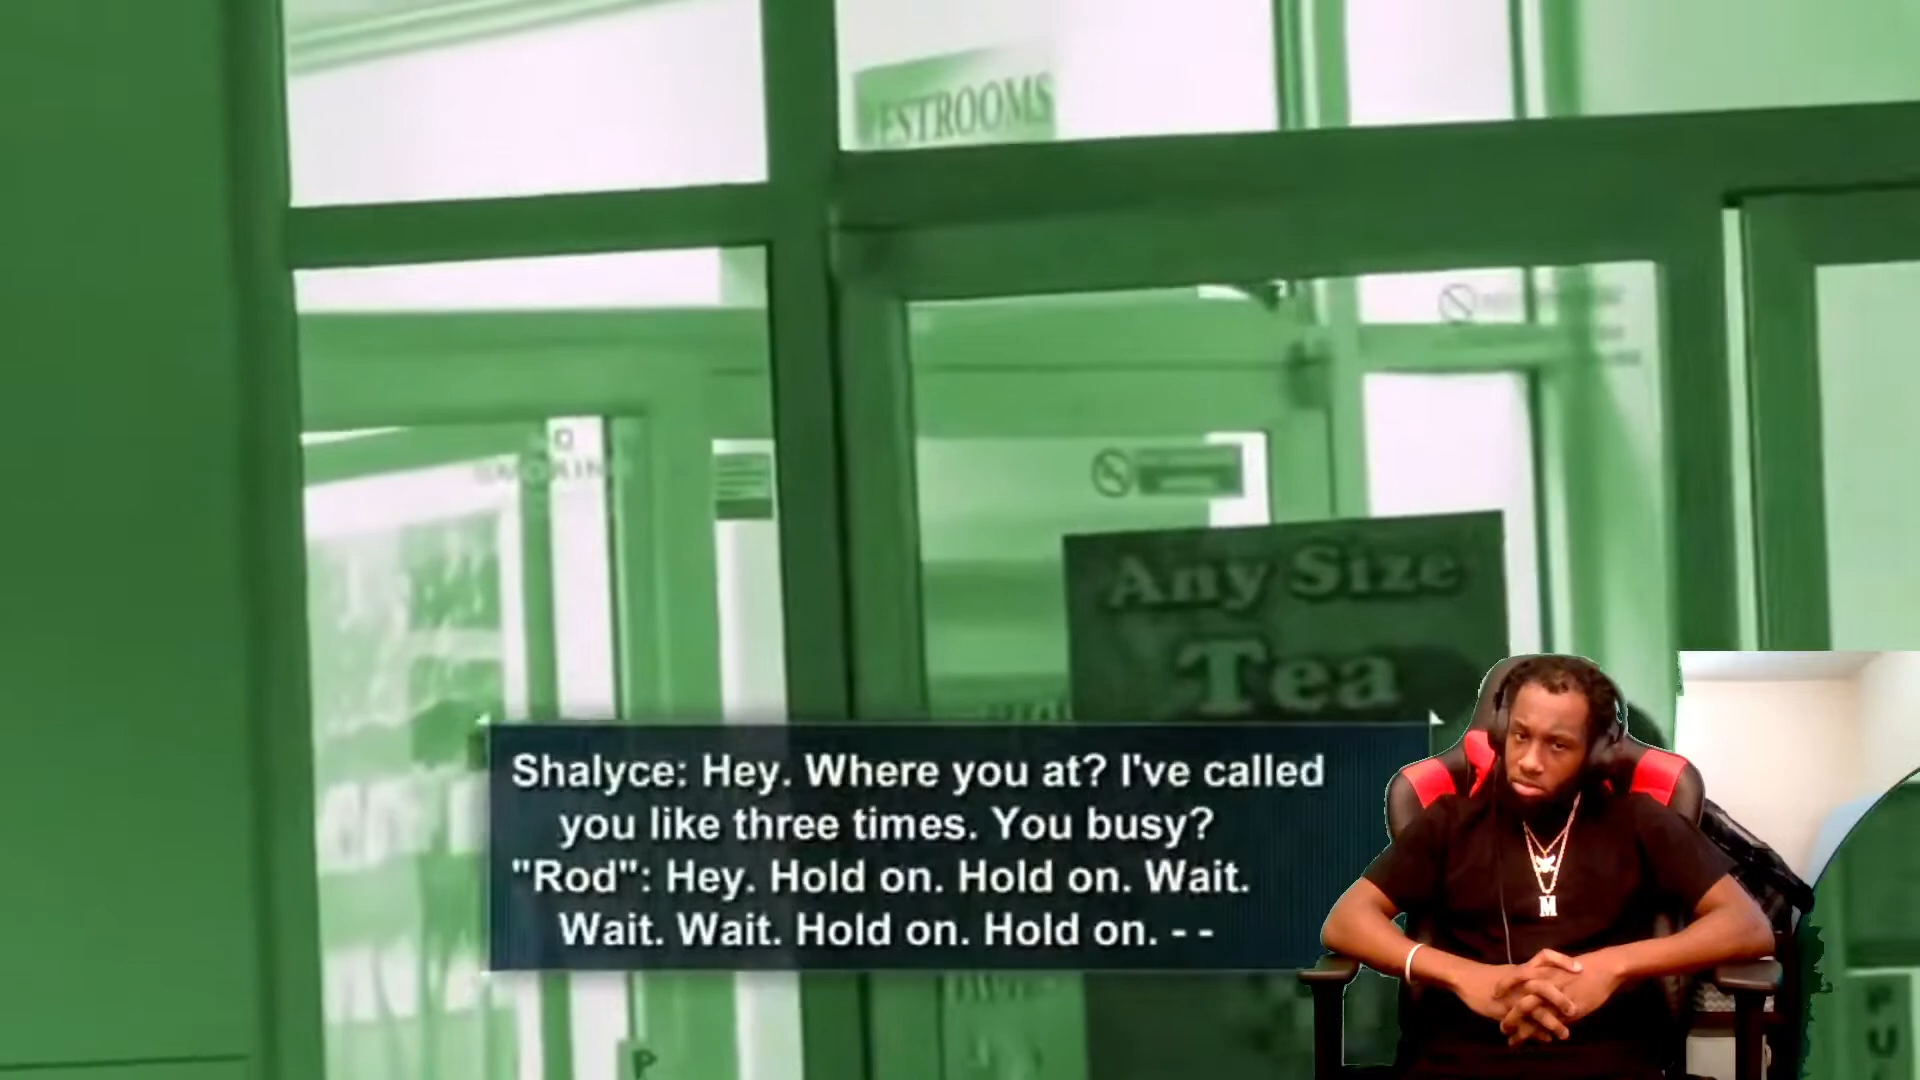 ESTROOMS
Any Size
Tea
Shalyce: Hey. Where you at? I've called
you like three times. You busy?
"Rod": Hey. Hold on. Hold on. Wait.
Wait. Wait. Hold on. Hold on. - -
M
P